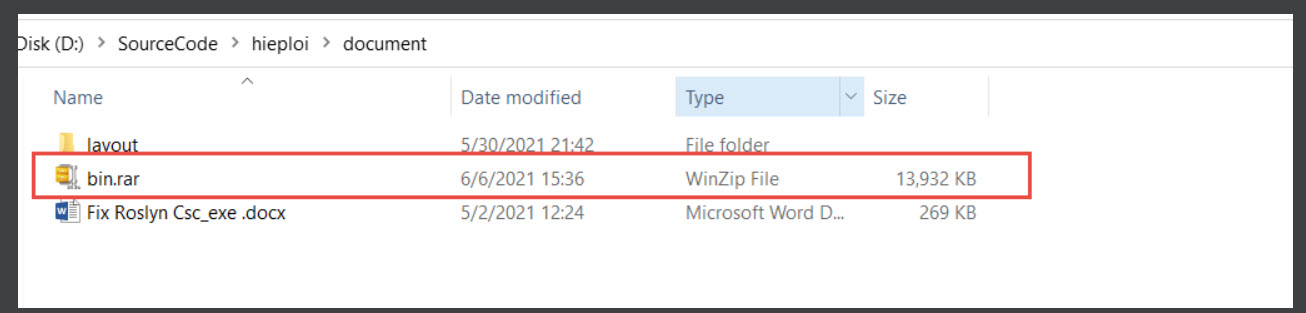 Disk (D:) > SourceCode > hieploi > document
Name Date modified Type Size
layout 5/30/2021 21:42 File folder
bin.rar 6/6/2021 15:36 WinZip File 13,932 KB
Fix Roslyn Csc_exe .docx 5/2/2021 12:24 Microsoft Word D... 269 KB